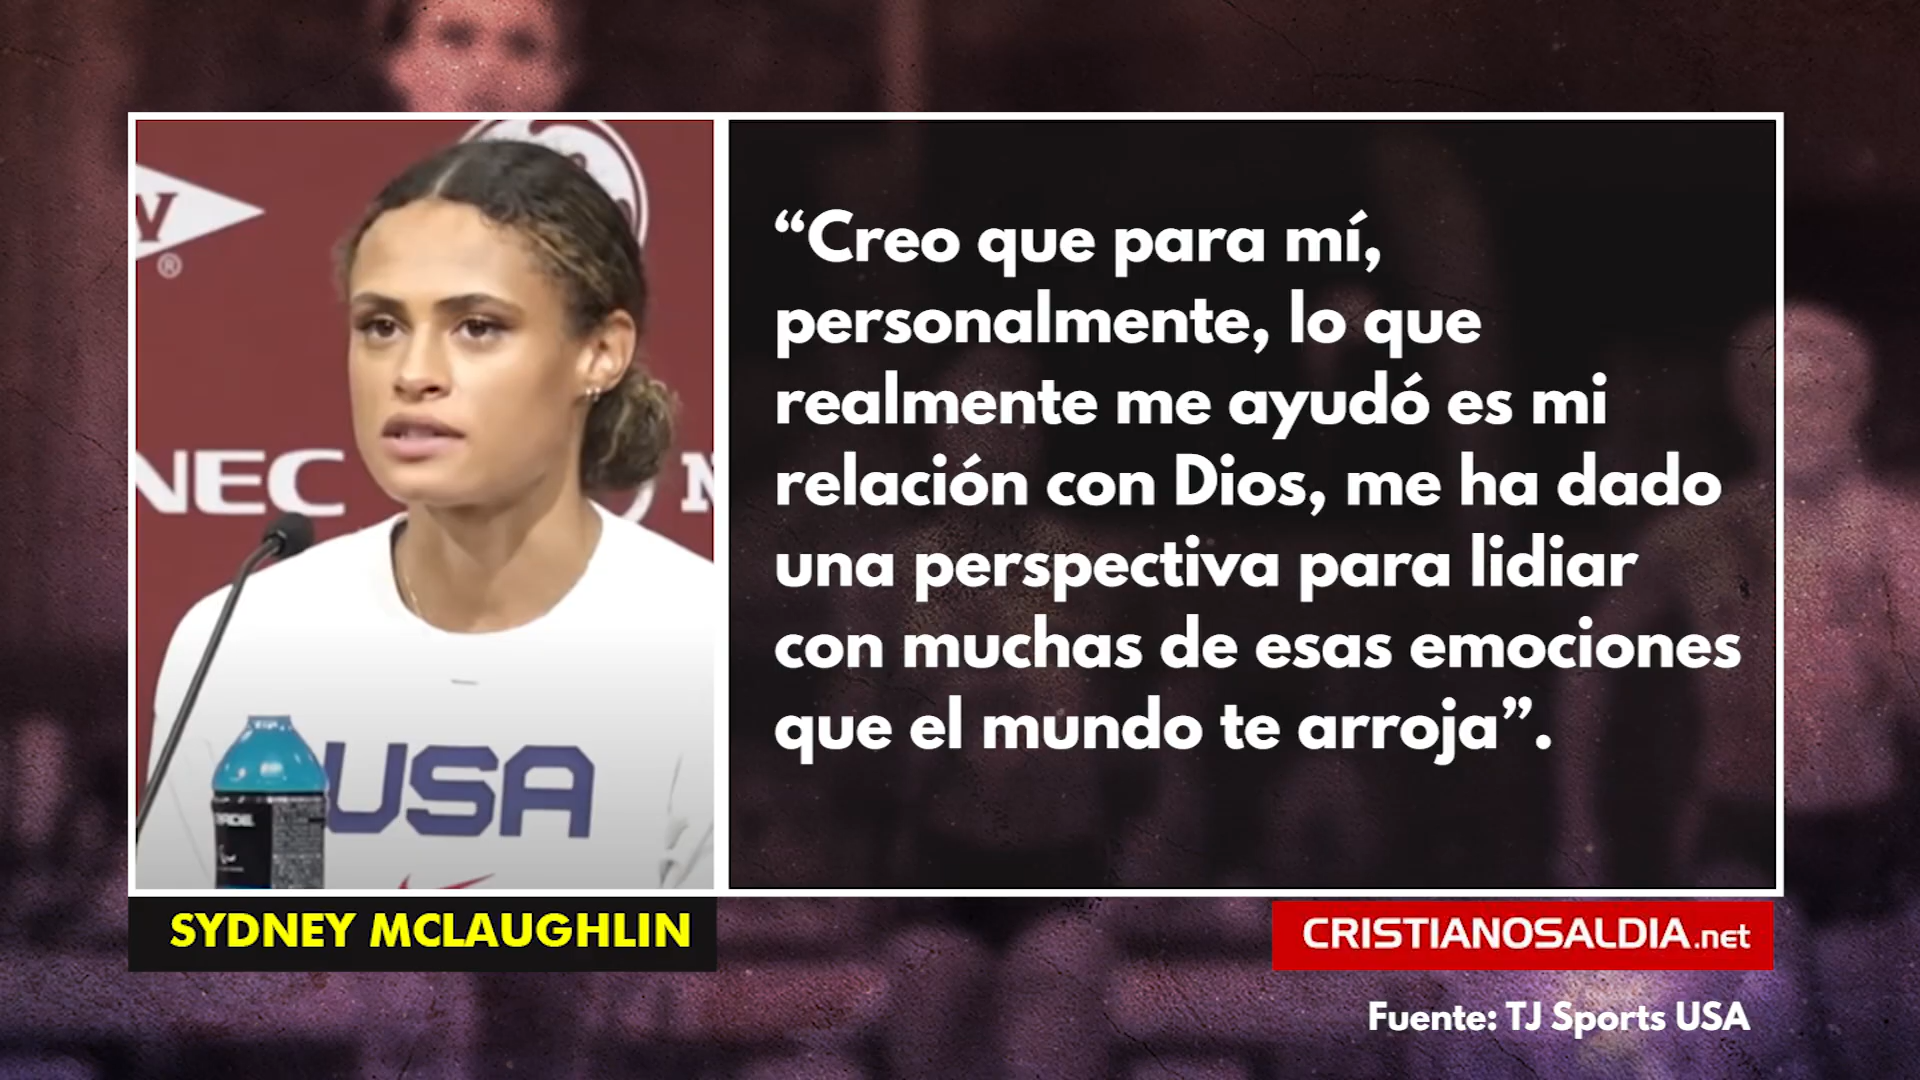 W
®
NEC
USA
“Creo que para mí,
personalmente, lo que
realmente me ayudó es mi
relación con Dios, me ha dado
una perspectiva para lidiar
con muchas de esas emociones
que el mundo te arroja”.
SYDNEY MCLAUGHLIN
CRISTIANOSALDIA.net
Fuente: TJ Sports USA